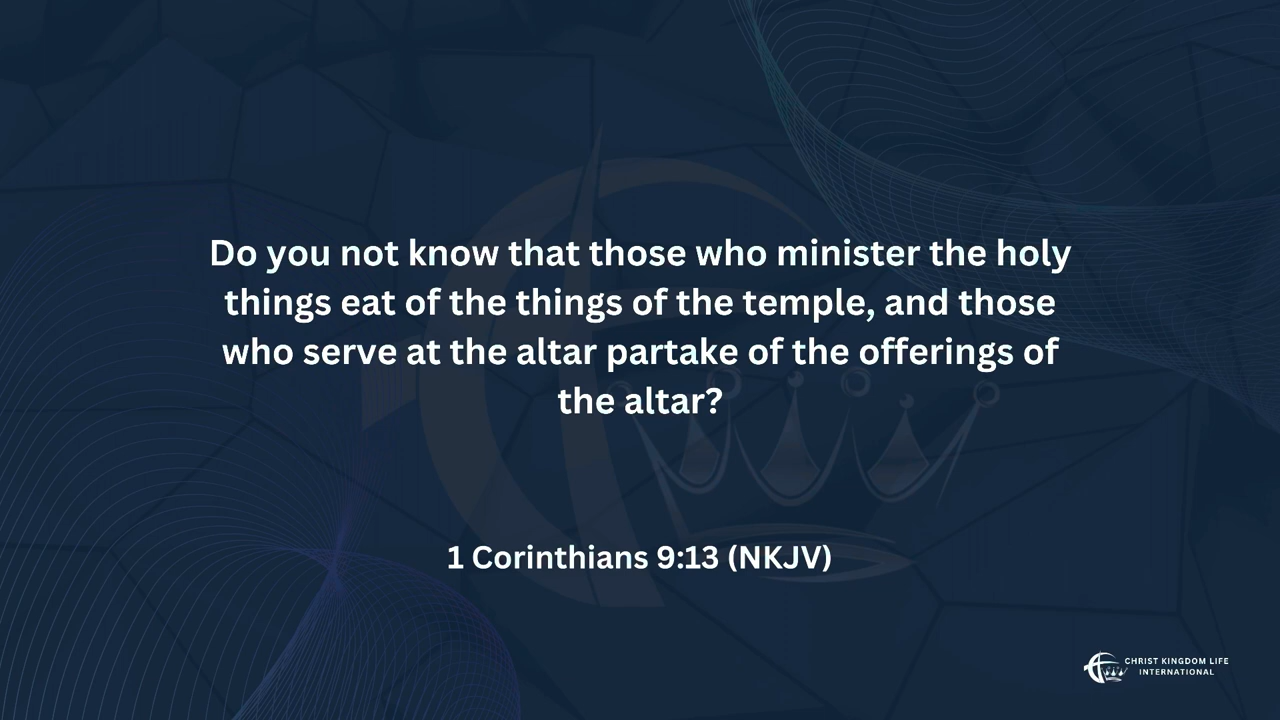 Do you not know that those who minister the holy
things eat of the things of the temple, and those
who serve at the altar partake of the offerings of
the altar?
1 Corinthians 9:13 (NKJV)
CHRIST KINGDOM LIFE
INTERNATIONAL